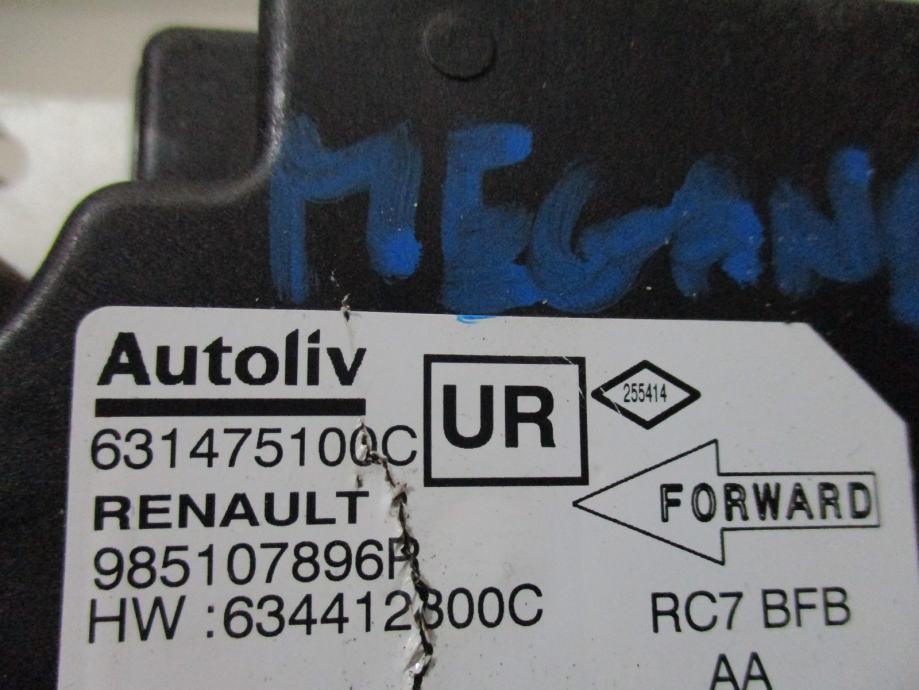 MEGAN
Autoliv
UR
255414
631475100C
RENAULT
FORWARD
985107896R
HW :634412800C
RC7 BFB
AA